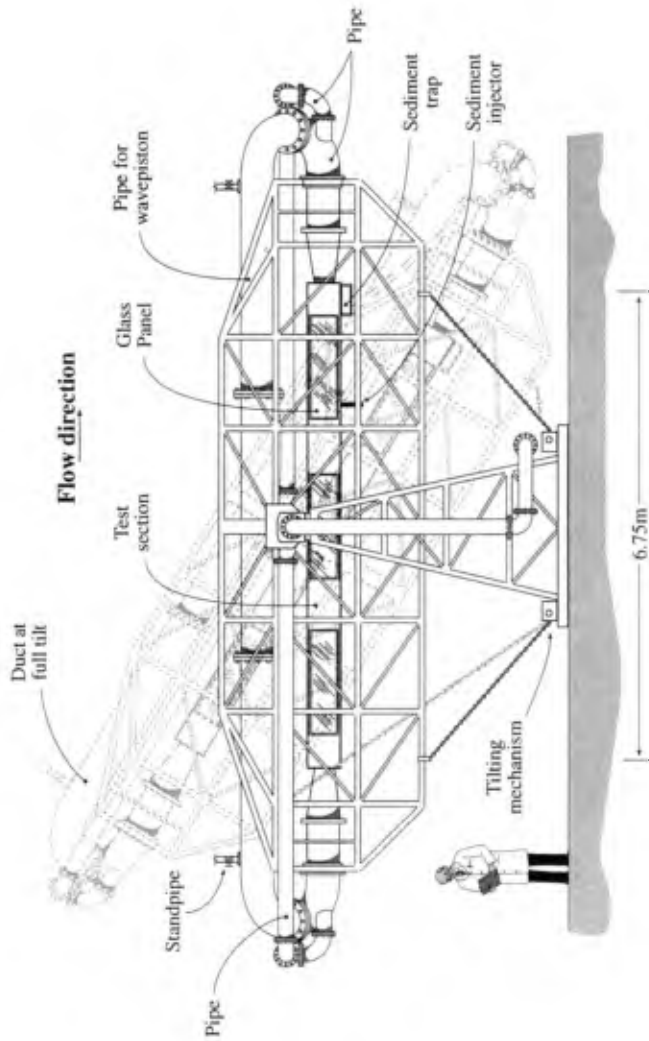 Flow direction
Duct at
full tilt
Test
section
Glass
Panel
Pipe for
wavepiston
Pipe
Standpipe
Pipe
Sediment
trap
Sediment
injector
Tilting
mechanism
6.75m